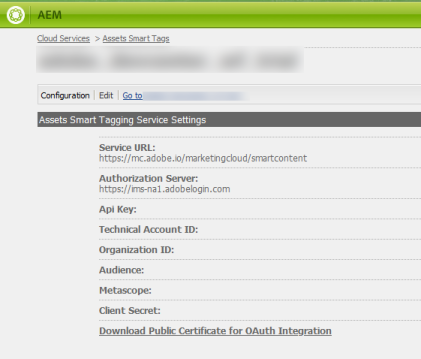 AEM
Cloud Services > Assets Smart Tags
Configuration | Edit | Go to
Assets Smart Tagging Service Settings
Service URL:
https://mc.adobe.io/marketingcloud/smartcontent
Authorization Server:
https://ims-na1.adobelogin.com
Api Key:
Technical Account ID:
Organization ID:
Audience:
Metascope:
Client Secret:
Download Public Certificate for OAuth Integration